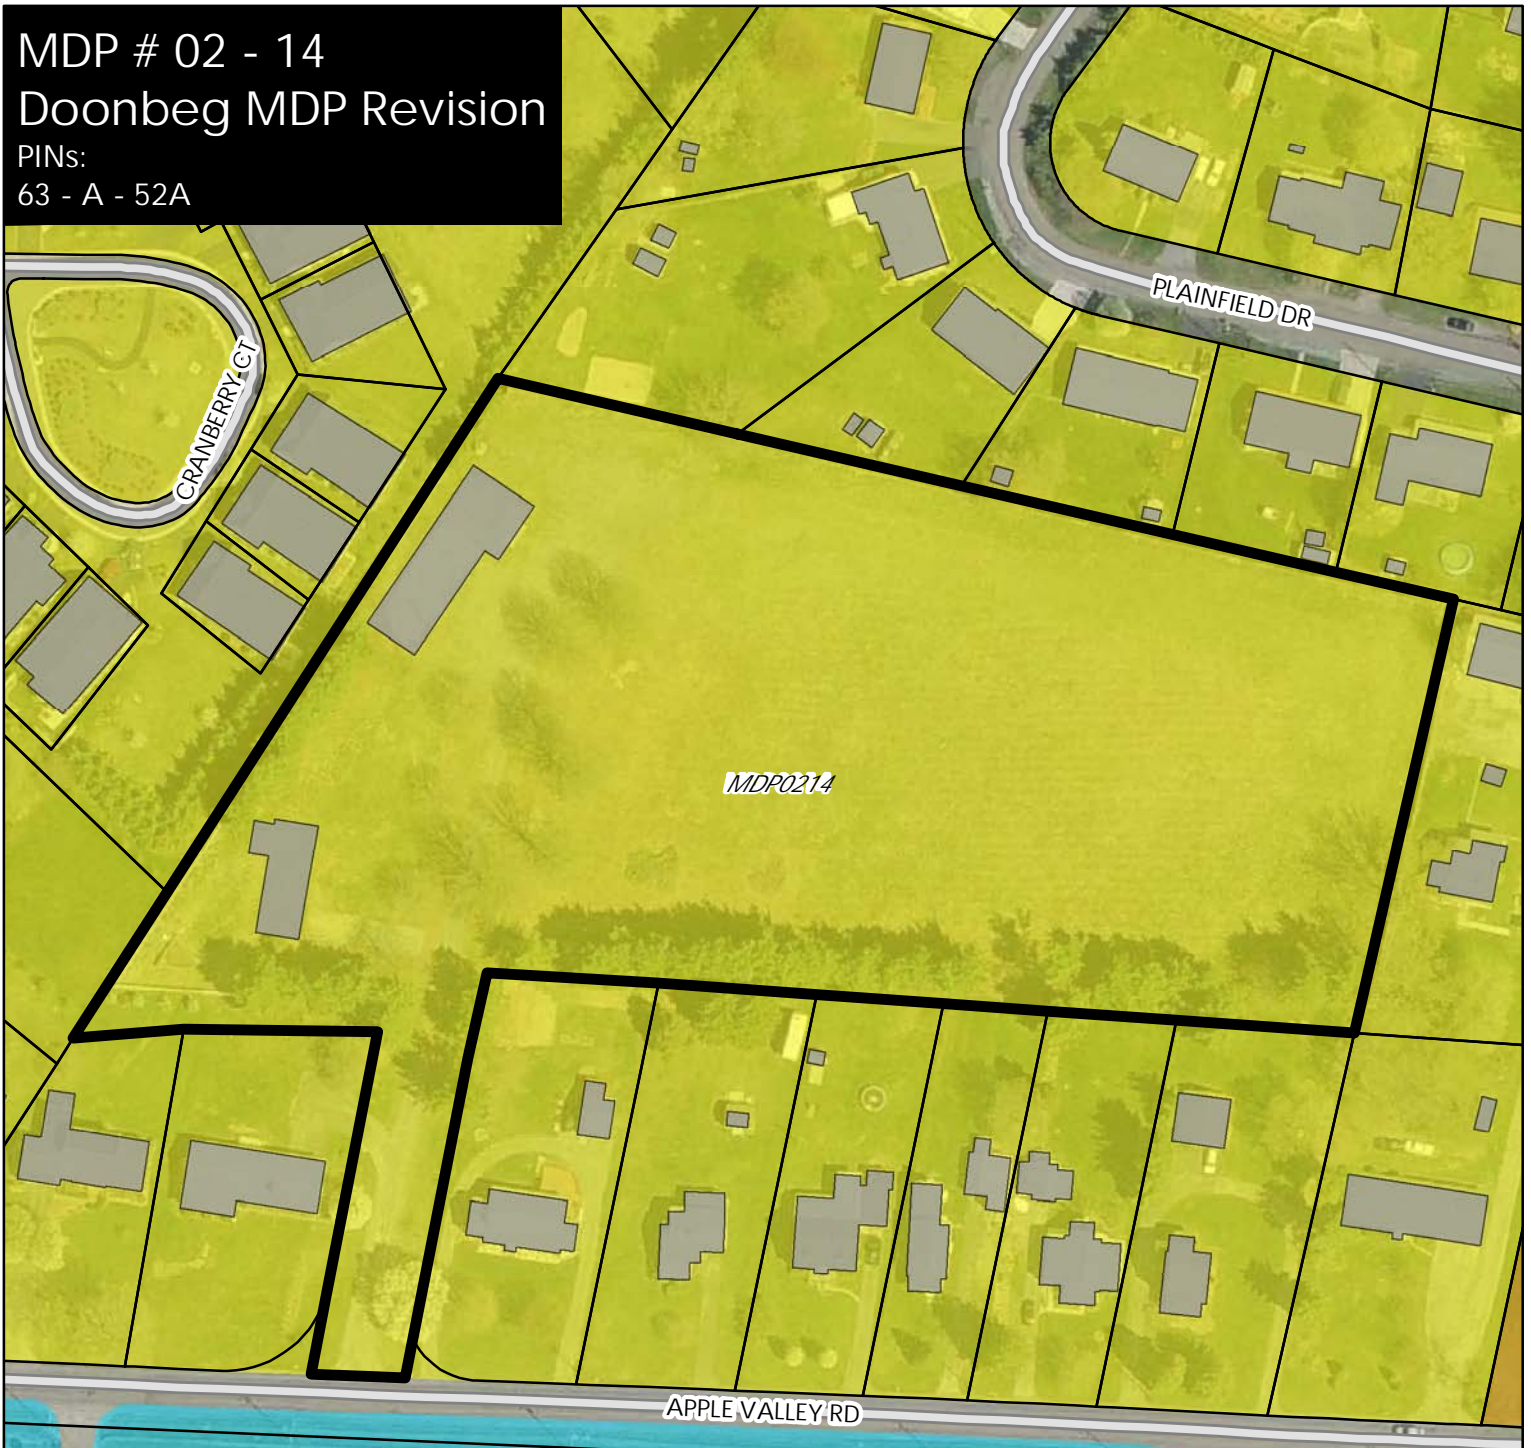 MDP # 02 - 14
Doonbeg MDP Revision
PINs:
63 - A - 52A
PLAINFIELD DR
CRANBERRY CT
MDP0214
APPLE VALLEY RD